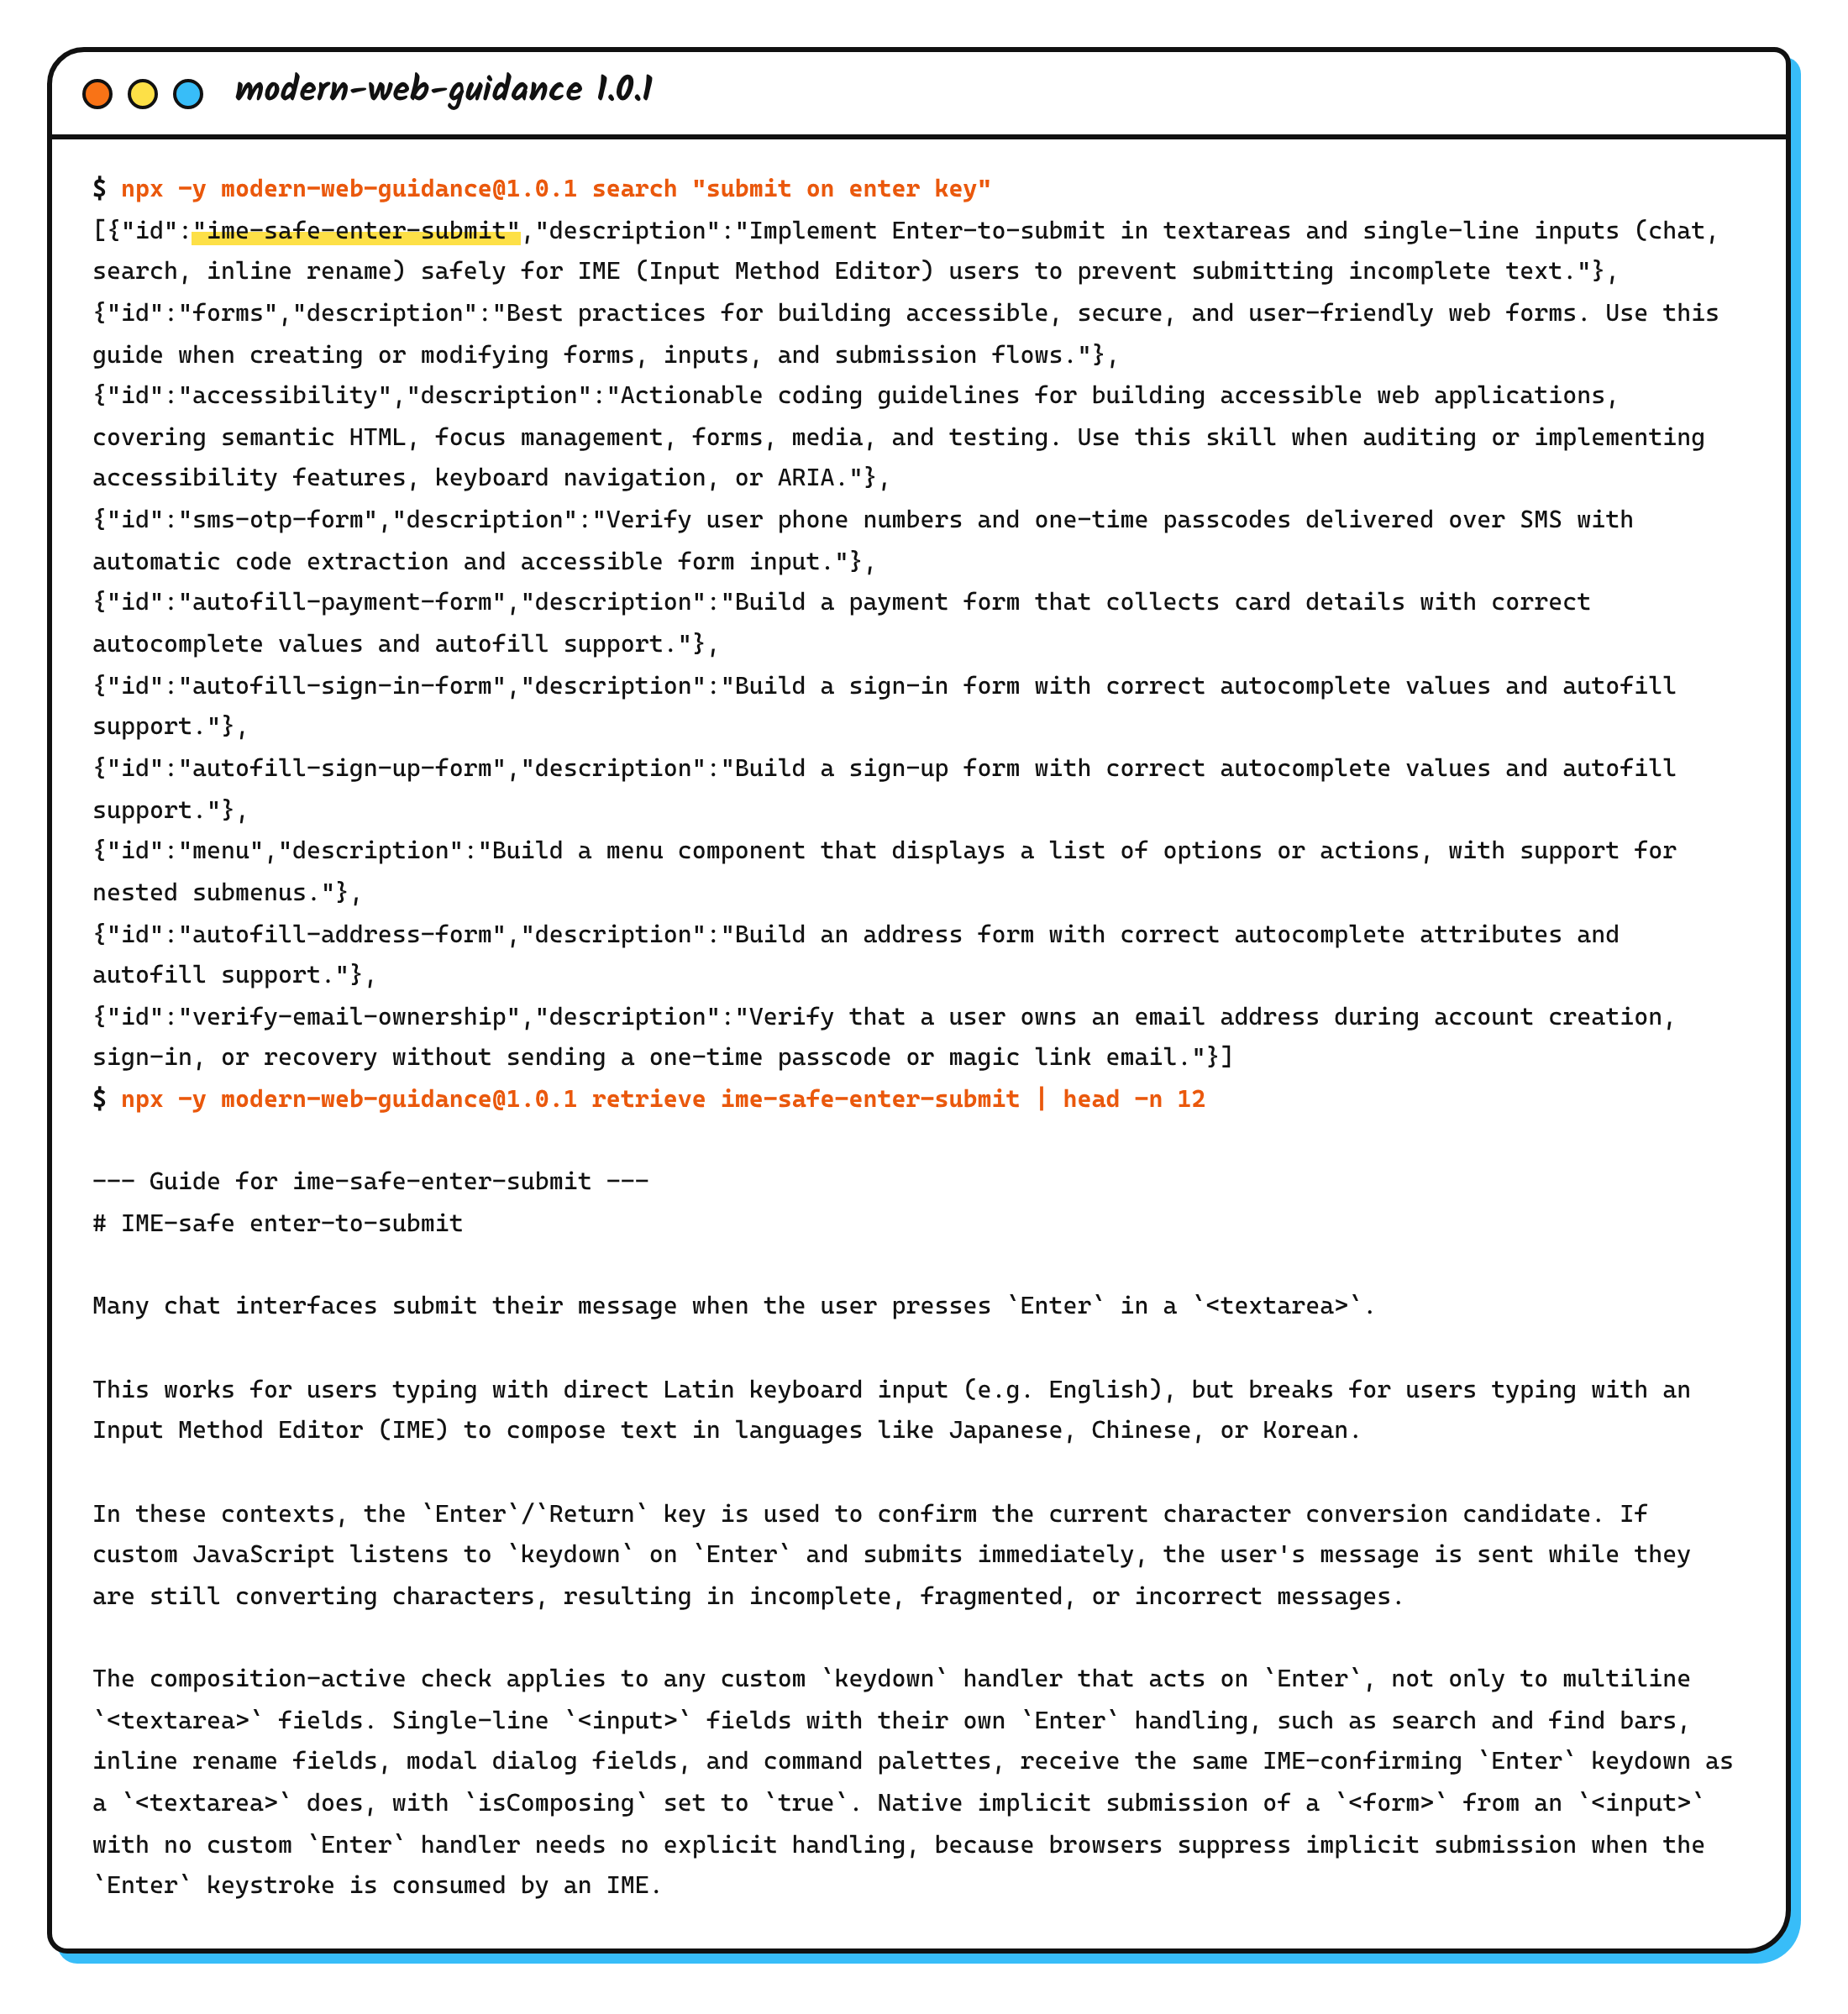 modern-web-guidance 1.0.1
$ npx -y modern-web-guidance@1.0.1 search "submit on enter key"
[{"id":"ime-safe-enter-submit","description":"Implement Enter-to-submit in textareas and single-line inputs (chat,
search, inline rename) safely for IME (Input Method Editor) users to prevent submitting incomplete text."},
{"id":"forms","description":"Best practices for building accessible, secure, and user-friendly web forms. Use this
guide when creating or modifying forms, inputs, and submission flows."},
{"id":"accessibility","description":"Actionable coding guidelines for building accessible web applications,
covering semantic HTML, focus management, forms, media, and testing. Use this skill when auditing or implementing
accessibility features, keyboard navigation, or ARIA."},
{"id":"sms-otp-form","description":"Verify user phone numbers and one-time passcodes delivered over SMS with
automatic code extraction and accessible form input."},
{"id":"autofill-payment-form","description":"Build a payment form that collects card details with correct
autocomplete values and autofill support."},
{"id":"autofill-sign-in-form","description":"Build a sign-in form with correct autocomplete values and autofill
support."},
{"id":"autofill-sign-up-form","description":"Build a sign-up form with correct autocomplete values and autofill
support."},
{"id":"menu","description":"Build a menu component that displays a list of options or actions, with support for
nested submenus."},
{"id":"autofill-address-form","description":"Build an address form with correct autocomplete attributes and
autofill support."},
{"id":"verify-email-ownership","description":"Verify that a user owns an email address during account creation,
sign-in, or recovery without sending a one-time passcode or magic link email."}]
$ npx -y modern-web-guidance@1.0.1 retrieve ime-safe-enter-submit | head -n 12
--- Guide for ime-safe-enter-submit ---
# IME-safe enter-to-submit
Many chat interfaces submit their message when the user presses `Enter` in a `<textarea>`.
This works for users typing with direct Latin keyboard input (e.g. English), but breaks for users typing with an
Input Method Editor (IME) to compose text in languages like Japanese, Chinese, or Korean.
In these contexts, the `Enter`/`Return` key is used to confirm the current character conversion candidate. If
custom JavaScript listens to `keydown` on `Enter` and submits immediately, the user's message is sent while they
are still converting characters, resulting in incomplete, fragmented, or incorrect messages.
The composition-active check applies to any custom `keydown` handler that acts on `Enter`, not only to multiline
`<textarea>` fields. Single-line `<input>` fields with their own `Enter` handling, such as search and find bars,
inline rename fields, modal dialog fields, and command palettes, receive the same IME-confirming `Enter` keydown as
a `<textarea>` does, with `isComposing` set to `true`. Native implicit submission of a `<form>` from an `<input>`
with no custom `Enter` handler needs no explicit handling, because browsers suppress implicit submission when the
`Enter` keystroke is consumed by an IME.